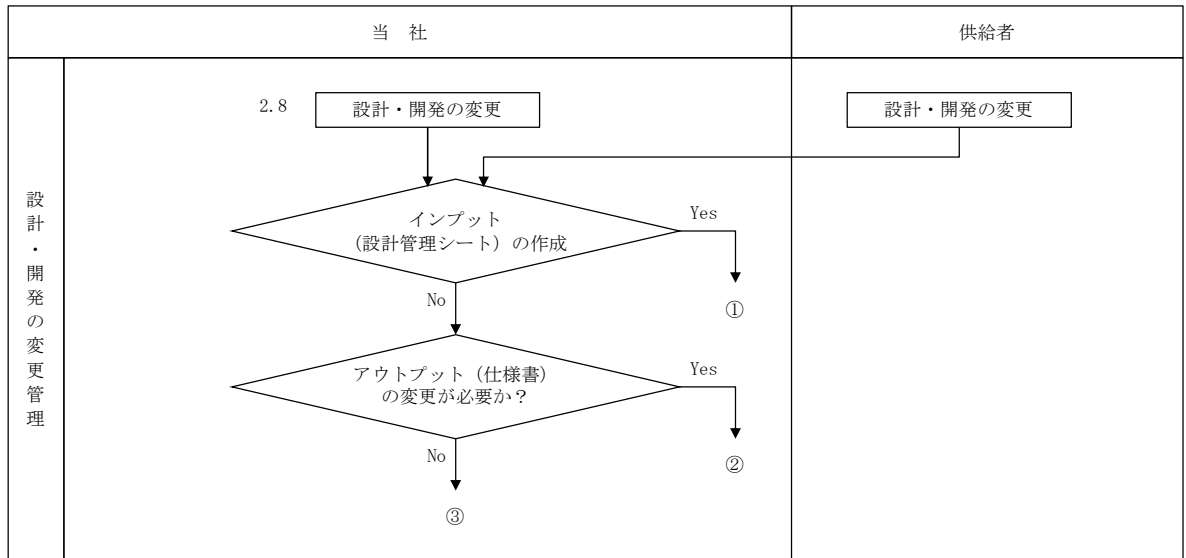 当 社
供給者
設計・開発の変更管理
2.8
設計・開発の変更
設計・開発の変更
インプット
(設計管理シート)の作成
Yes
①
No
アウトプット(仕様書)
の変更が必要か?
Yes
②
No
③